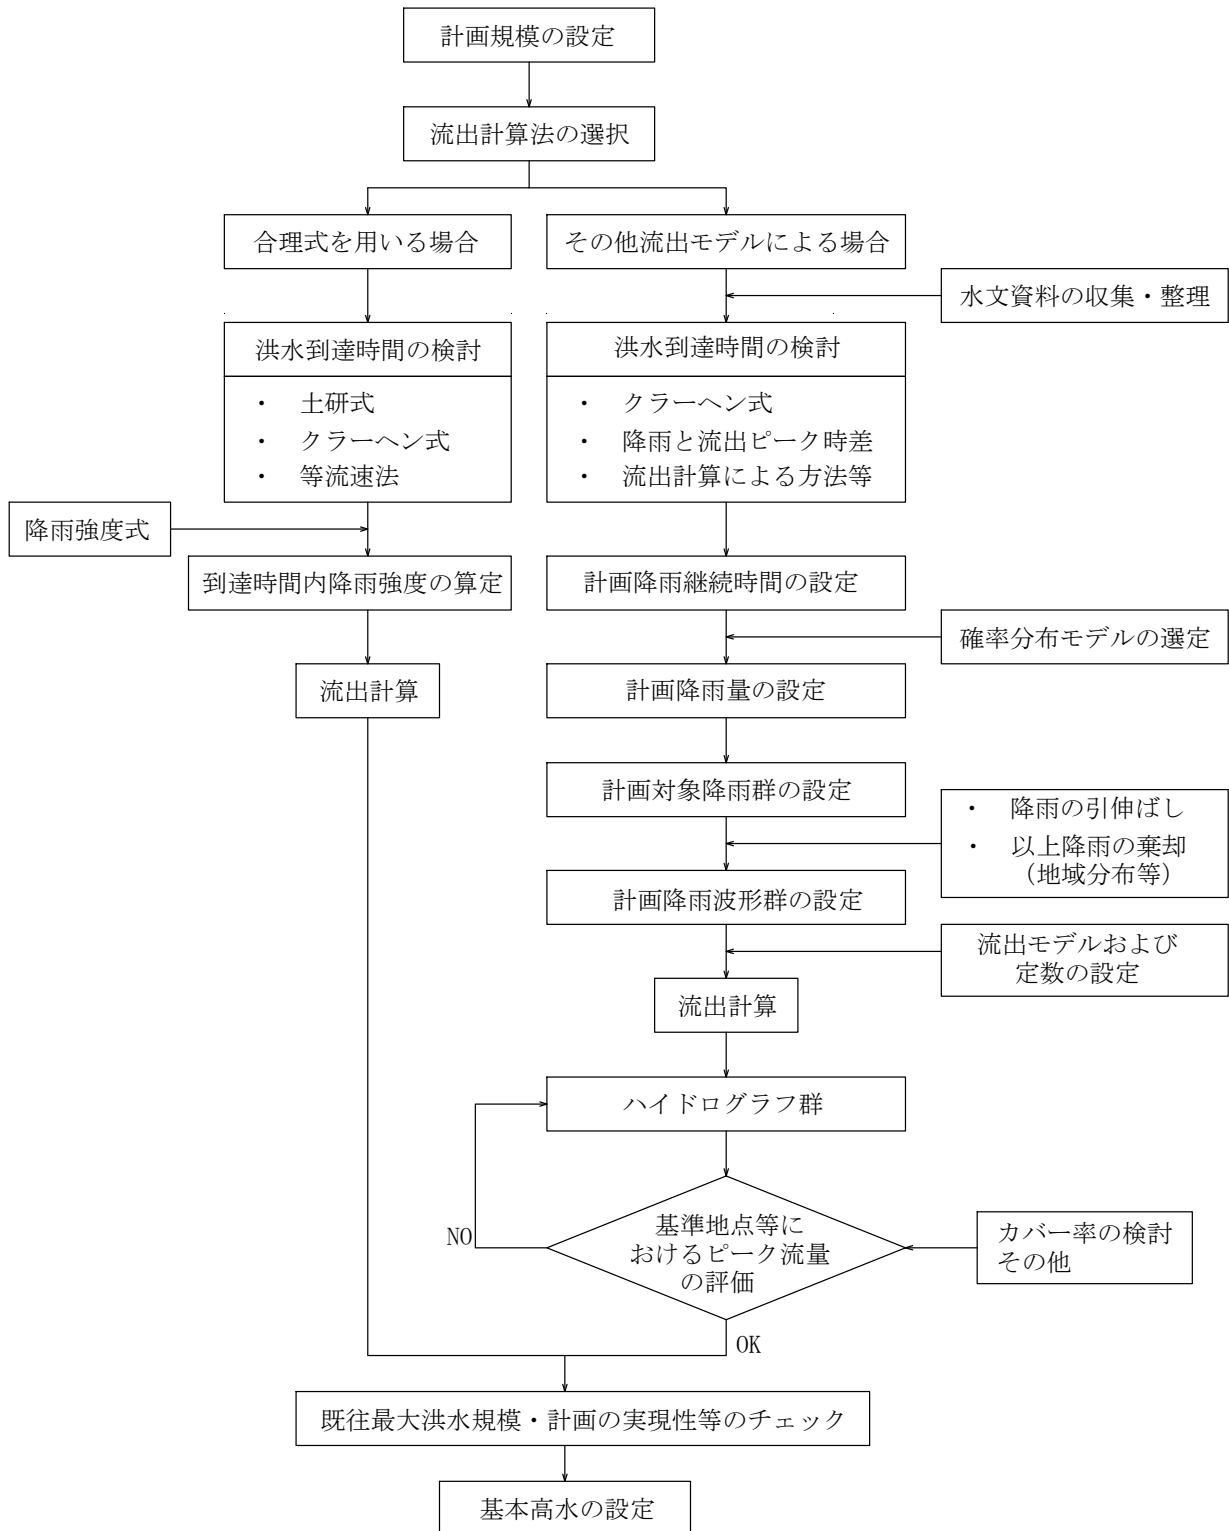 計画規模の設定
流出計算法の選択
合理式を用いる場合
その他流出モデルによる場合
水文資料の収集・整理
洪水到達時間の検討
・ 土研式
・ クラーヘン式
・ 等流速法
洪水到達時間の検討
・ クラーヘン式
・ 降雨と流出ピーク時差
・ 流出計算による方法等
降雨強度式
到達時間内降雨強度の算定
計画降雨継続時間の設定
確率分布モデルの選定
流出計算
計画降雨量の設定
計画対象降雨群の設定
・ 降雨の引伸ばし
・ 以上降雨の棄却
（地域分布等）
計画降雨波形群の設定
流出モデルおよび
定数の設定
流出計算
ハイドログラフ群
NO
基準地点等に
おけるピーク流量
の評価
カバー率の検討
その他
OK
既往最大洪水規模・計画の実現性等のチェック
基本高水の設定